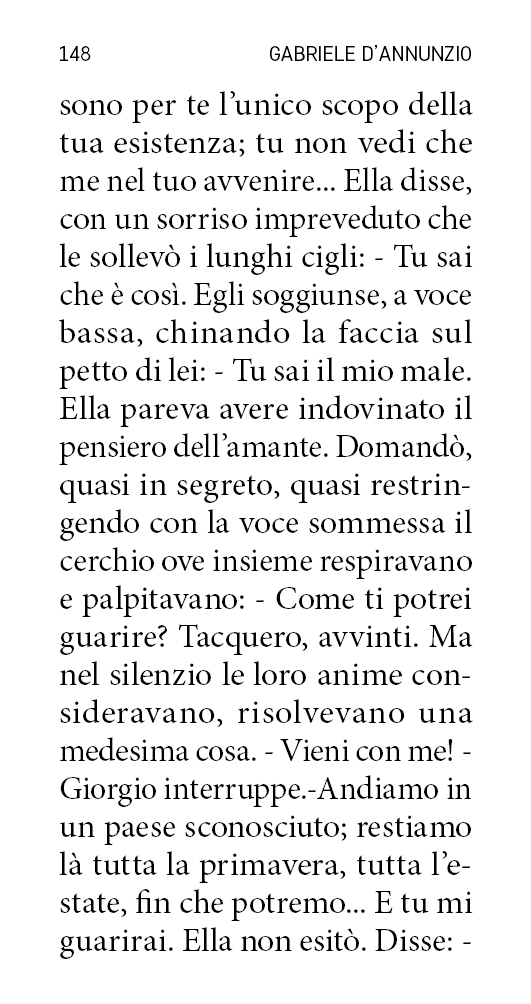 148 GABRIELE D'ANNUNZIO
sono per te l'unico scopo della
tua esistenza; tu non vedi che
me nel tuo avvenire... Ella disse,
con un sorriso impreveduto che
le sollevò i lunghi cigli: - Tu sai
che è così. Egli soggiunse, a voce
bassa, chinando la faccia sul
petto di lei: - Tu sai il mio male.
Ella pareva avere indovinato il
pensiero dell'amante. Domandò,
quasi in segreto, quasi restrin-
gendo con la voce sommessa il
cerchio ove insieme respiravano
e palpitavano: - Come ti potrei
guarire? Tacquero, avvinti. Ma
nel silenzio le loro anime con-
sideravano, risolvevano una
medesima cosa. - Vieni con me! -
Giorgio interruppe.-Andiamo in
un paese sconosciuto; restiamo
là tutta la primavera, tutta l'e-
state, fin che potremo... E tu mi
guarirai. Ella non esitò. Disse: -